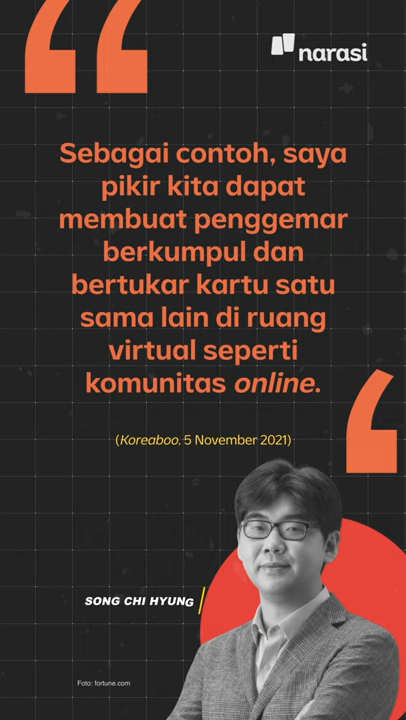 narasi
Sebagai contoh, saya
pikir kita dapat
membuat penggemar
berkumpul dan
bertukar kartu satu
sama lain di ruang
virtual seperti
komunitas online.
(Koreaboo, 5 November 2021)
SONG CHI HYUNG
Foto: fortune.com